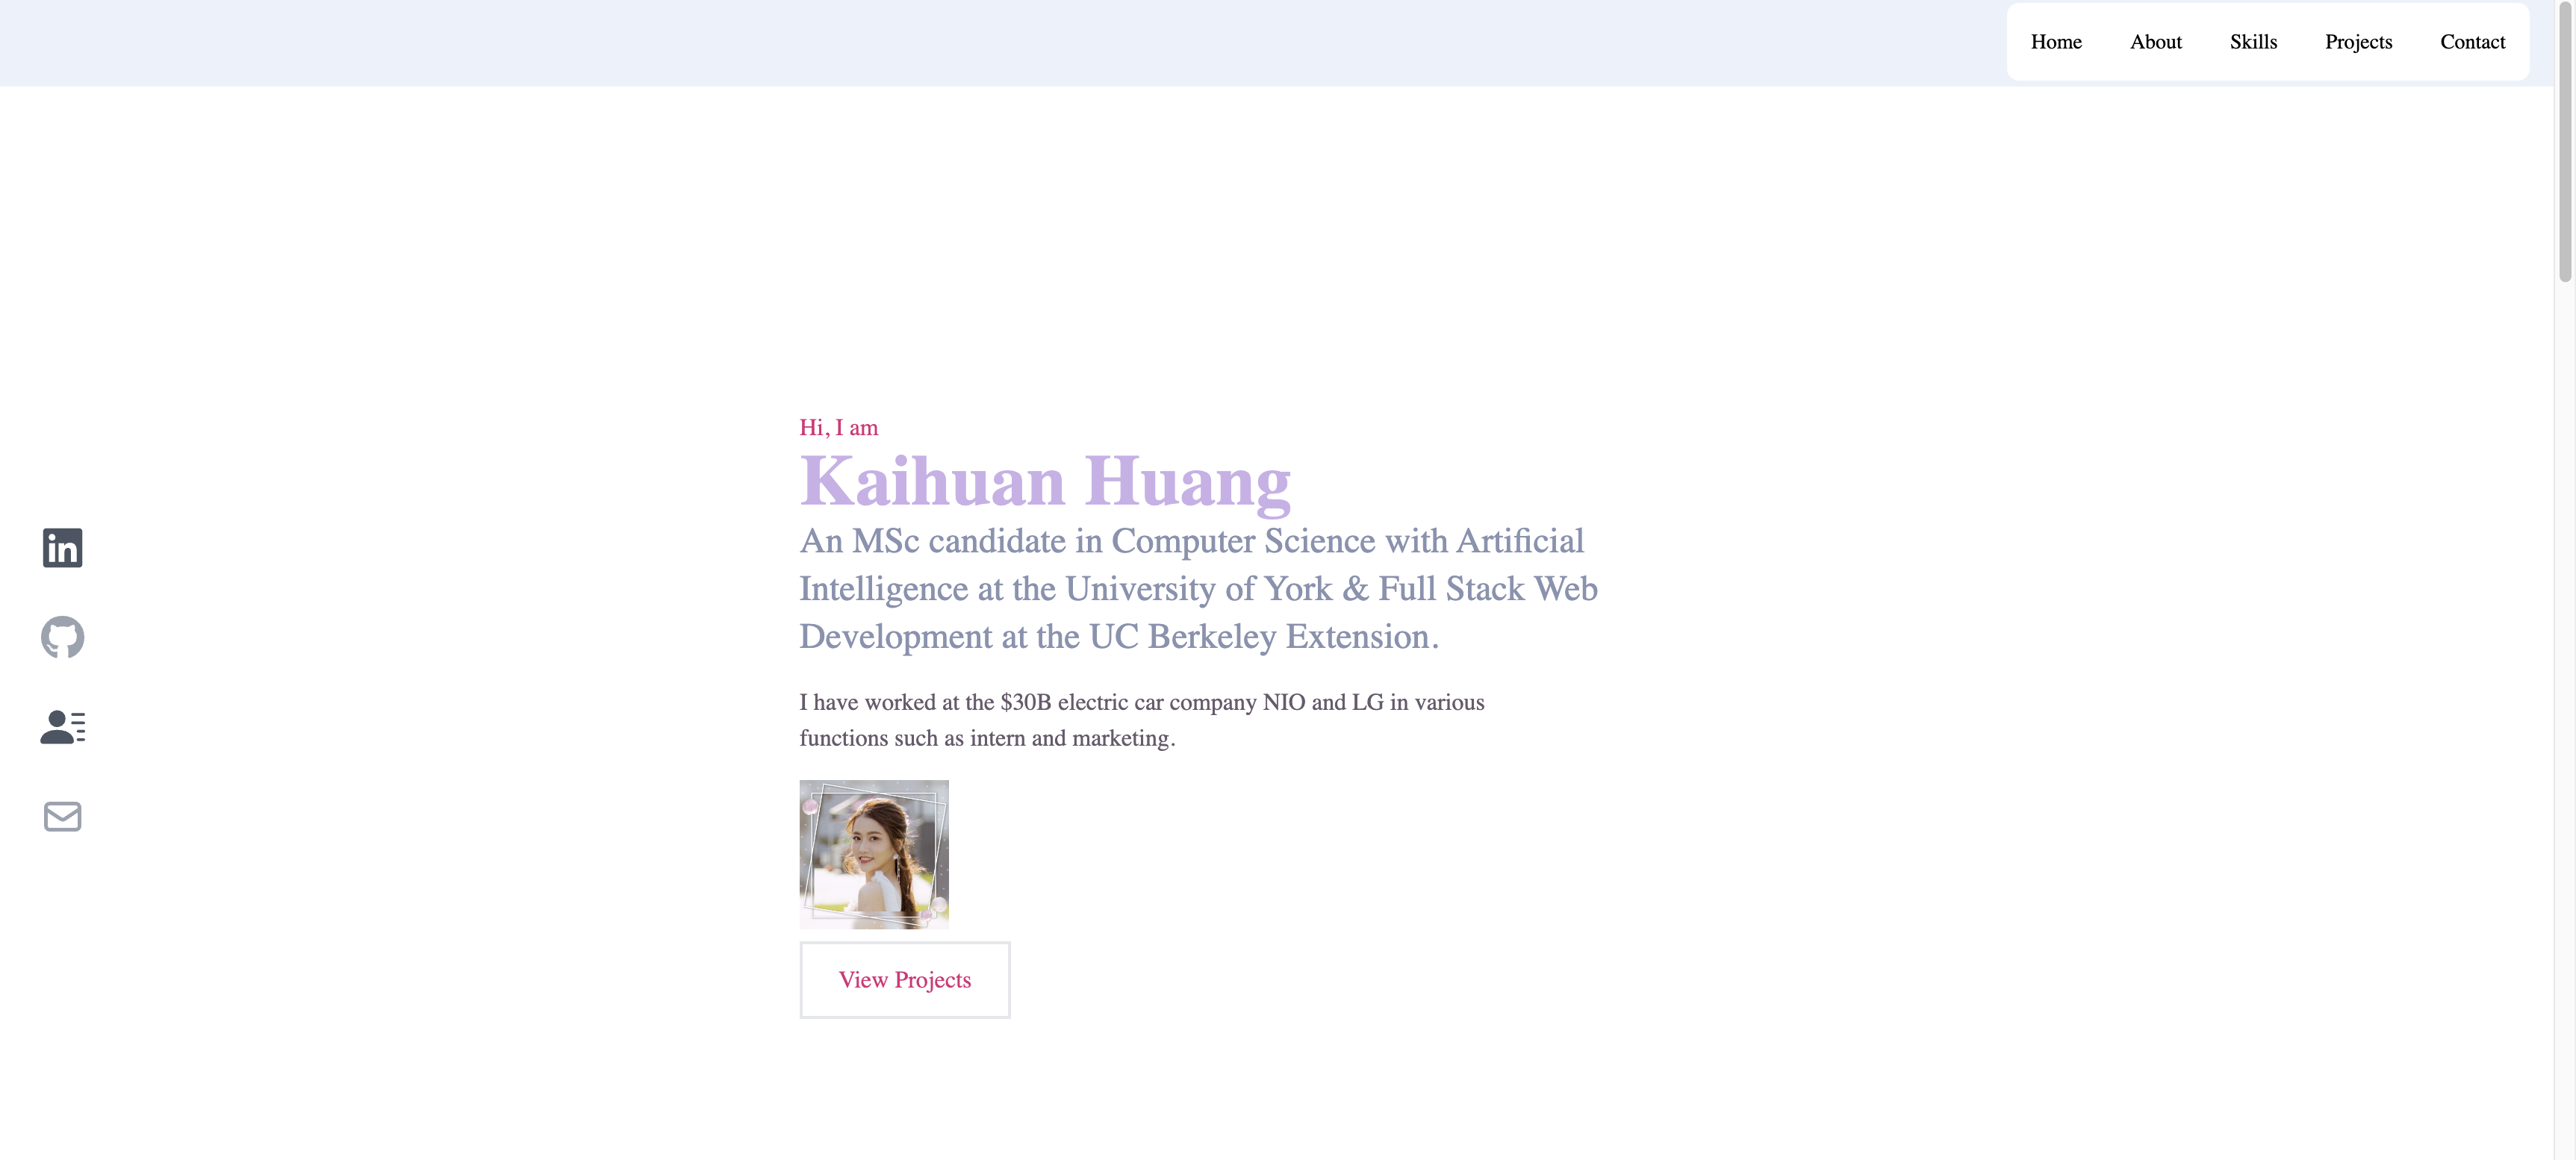 Home About Skills Projects Contact
Hi, I am
Kaihuan Huang
An MSc candidate in Computer Science with Artificial
Intelligence at the University of York & Full Stack Web
Development at the UC Berkeley Extension.
in
I have worked at the $30B electric car company NIO and LG in various
functions such as intern and marketing.
View Projects